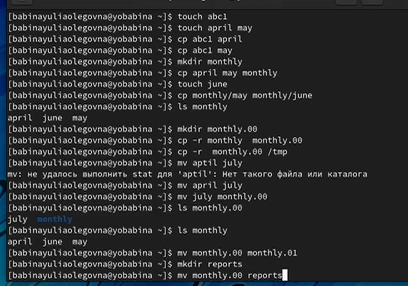 [babinayuliaolegovna@yobabina ~]$ touch abc1
[babinayuliaolegovna@yobabina ~]$ touch april may
[babinayuliaolegovna@yobabina ~]$ cp abc1 april
[babinayuliaolegovna@yobabina ~]$ cp abc1 may
[babinayuliaolegovna@yobabina ~]$ mkdir monthly
[babinayuliaolegovna@yobabina ~]$ cp april may monthly
[babinayuliaolegovna@yobabina ~]$ touch june
[babinayuliaolegovna@yobabina ~]$ cp monthly/may monthly/june
[babinayuliaolegovna@yobabina ~]$ ls monthly
april  june  may
[babinayuliaolegovna@yobabina ~]$ mkdir monthly.00
[babinayuliaolegovna@yobabina ~]$ cp -r monthly  monthly.00
[babinayuliaolegovna@yobabina ~]$ cp -r  monthly.00 /tmp
[babinayuliaolegovna@yobabina ~]$ mv aptil july
mv: не удалось выполнить stat для 'aptil': Нет такого файла или каталога
[babinayuliaolegovna@yobabina ~]$ mv april july
[babinayuliaolegovna@yobabina ~]$ mv july monthly.00
[babinayuliaolegovna@yobabina ~]$ ls monthly.00
july  monthly
[babinayuliaolegovna@yobabina ~]$ ls monthly
april  june  may
[babinayuliaolegovna@yobabina ~]$ mv monthly.00 monthly.01
[babinayuliaolegovna@yobabina ~]$ mkdir reports
[babinayuliaolegovna@yobabina ~]$ mv monthly.00 reports